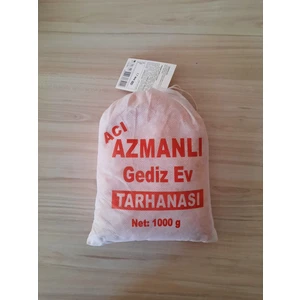 ACI
AZMANLI
Gediz Ev
TARHANASI
Net: 1000 g